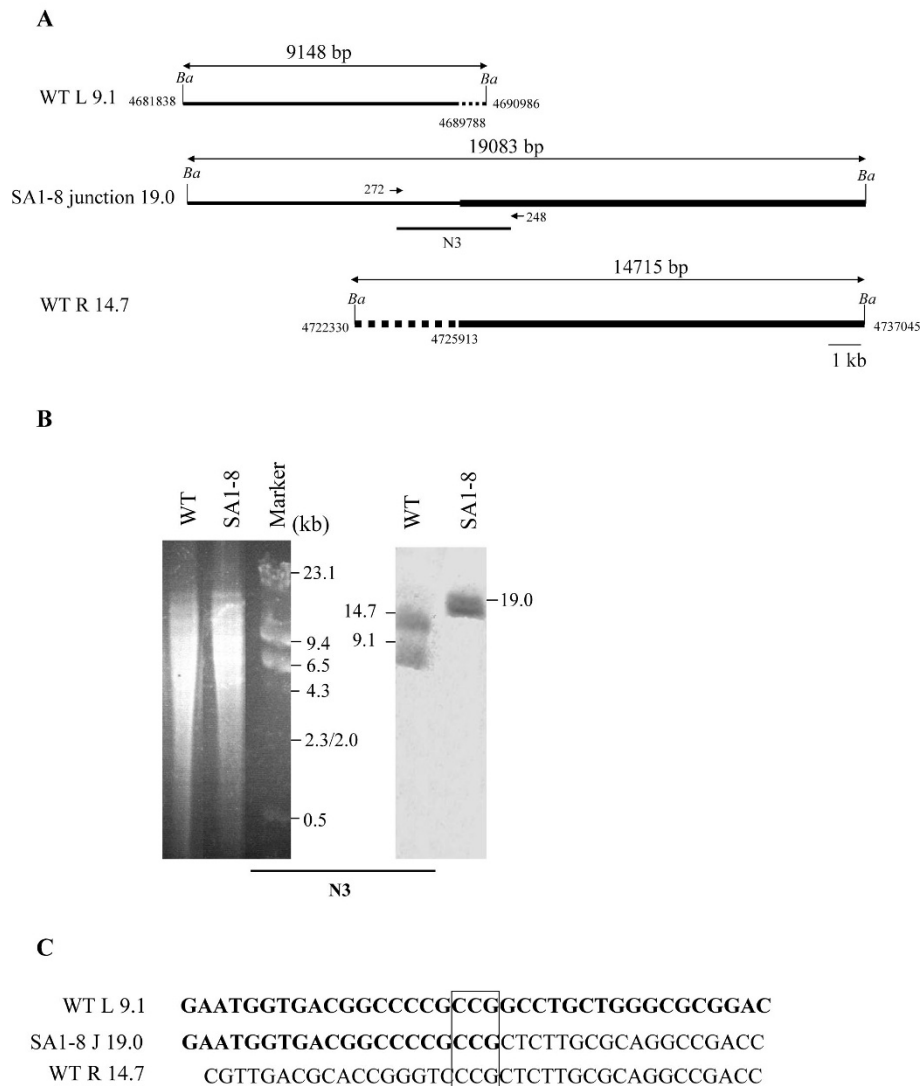 A
9148 bp
Ba Ba
WT L 9.1 4681838 4690986
4689788
19083 bp
Ba Ba
SA1-8 junction 19.0 272
248
N3
14715 bp
Ba Ba
WT R 14.7
4722330 4725913 4737045
1 kb
B
WT SA1-8 Marker (kb) WT SA1-8
23.1
19.0
14.7
9.4
9.1
6.5
4.3
2.3/2.0
0.5
N3
C
WT L 9.1 GAATGGTGACGGCCCCGCCGGCCTGCTGGGCGCGGAC
SA1-8 J 19.0 GAATGGTGACGGCCCCGCCGCTCTTGCGCAGGCCGACC
WT R 14.7 CGTTGACGCACCGGGTCCCGCTCTTGCGCAGGCCGACC